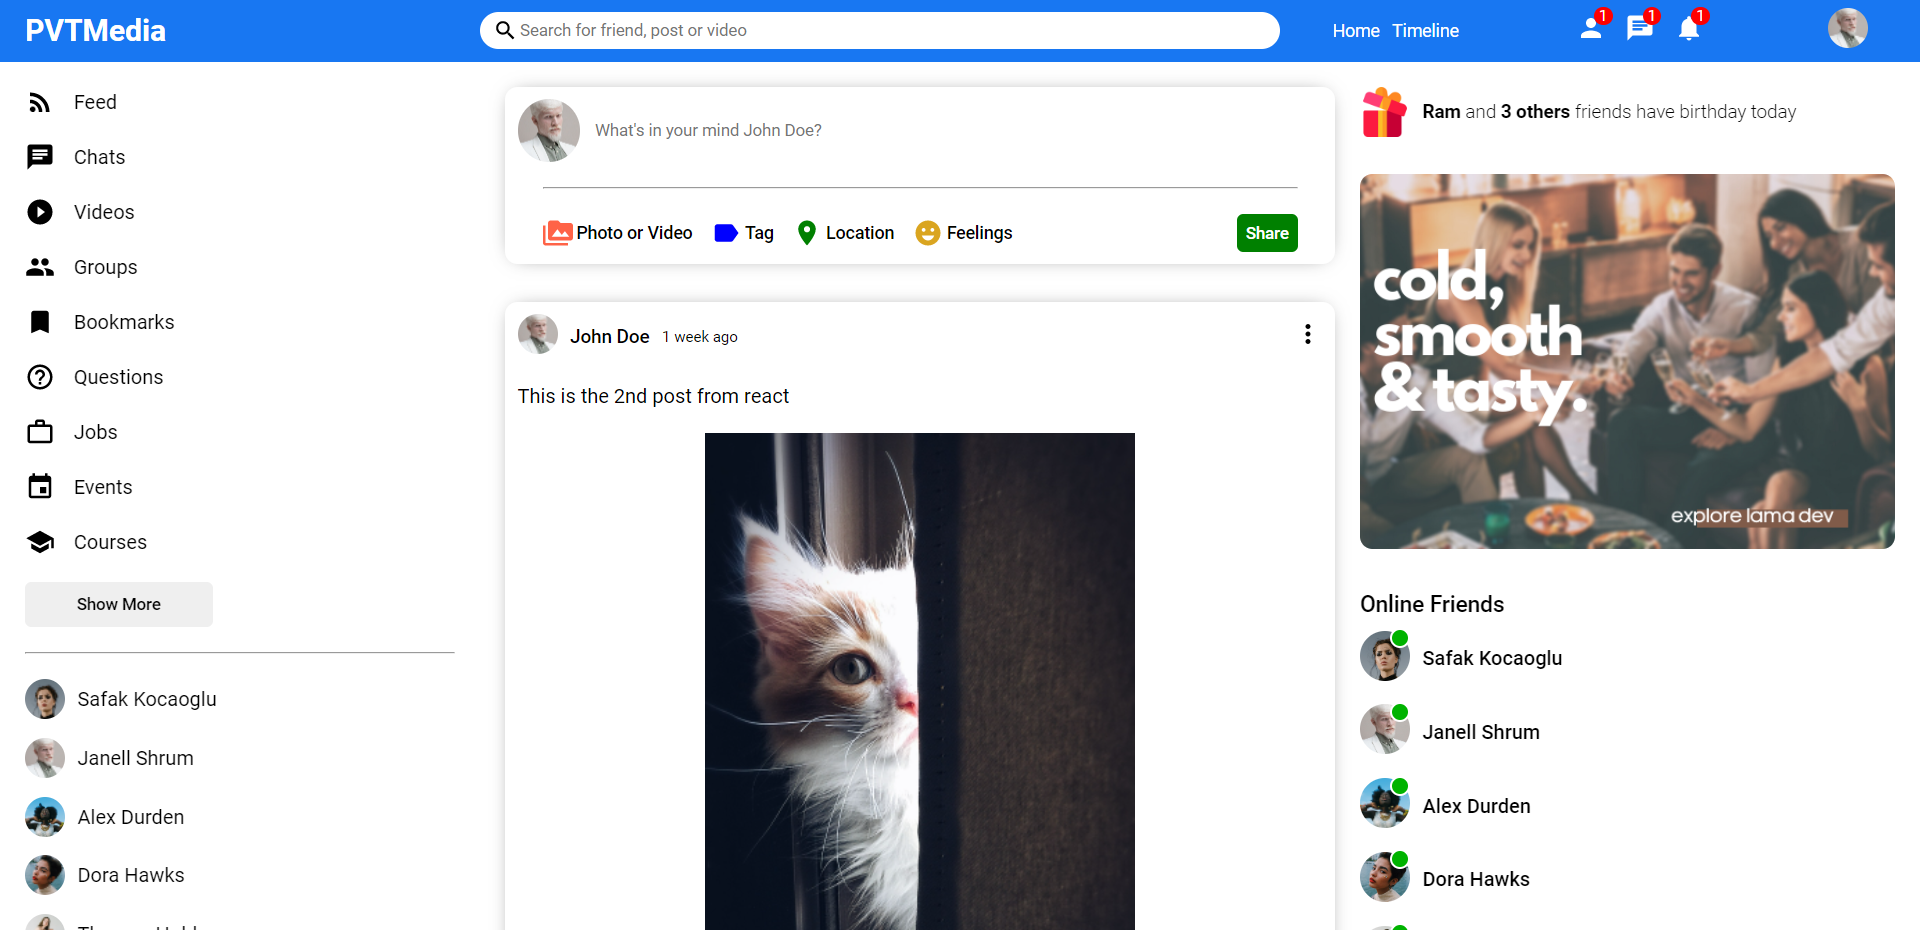 PVTMedia
Search for friend, post or video
Home Timeline
1 1 1
Feed
Chats
Videos
Groups
Bookmarks
Questions
Jobs
Events
Courses
Show More
Safak Kocaoglu
Janell Shrum
Alex Durden
Dora Hawks
What's in your mind John Doe?
Photo or Video Tag Location Feelings Share
John Doe 1 week ago
This is the 2nd post from react
Ram and 3 others friends have birthday today
cold,
smooth
& tasty.
explore lama dev
Online Friends
Safak Kocaoglu
Janell Shrum
Alex Durden
Dora Hawks